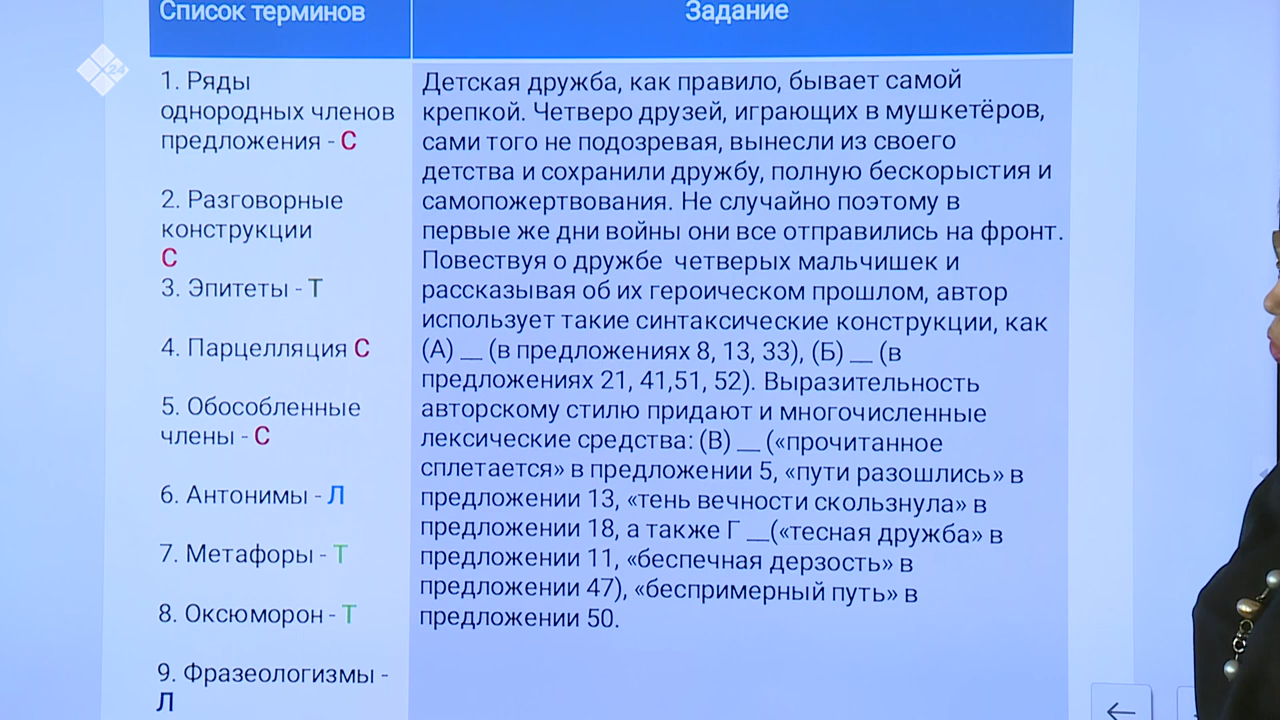 Список терминов
Задание
24
1. Ряды
однородных членов
предложения - С
2. Разговорные
конструкции
С
3. Эпитеты - Т
4. Парцелляция С
5. Обособленные
члены - С
6. Антонимы - Л
7. Метафоры - Т
8. Оксюморон - Т
9. Фразеологизмы -
Л
Детская дружба, как правило, бывает самой
крепкой. Четверо друзей, играющих в мушкетёров,
сами того не подозревая, вынесли из своего
детства и сохранили дружбу, полную бескорыстия и
самопожертвования. Не случайно поэтому в
первые же дни войны они все отправились на фронт.
Повествуя о дружбе четверых мальчишек и
рассказывая об их героическом прошлом, автор
использует такие синтаксические конструкции, как
(А) __ (в предложениях 8, 13, 33), (Б) __ (в
предложениях 21, 41,51, 52). Выразительность
авторскому стилю придают и многочисленные
лексические средства: (В) __ («прочитанное
сплетается» в предложении 5, «пути разошлись» в
предложении 13, «тень вечности скользнула» в
предложении 18, а также Г __(«тесная дружба» в
предложении 11, «беспечная дерзость» в
предложении 47), «беспримерный путь» в
предложении 50.